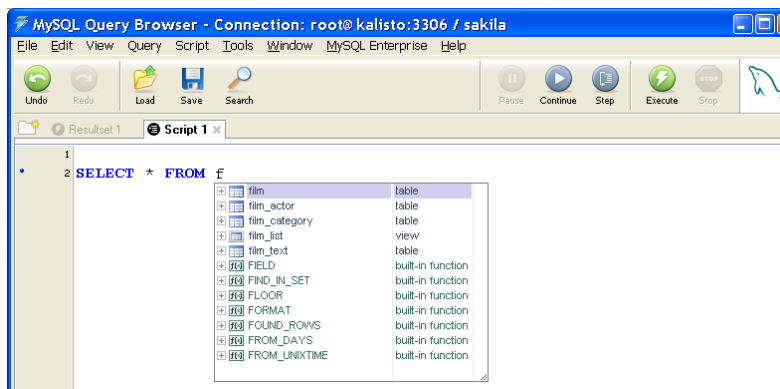 MySQL Query Browser - Connection: root@kalisto:3306 / sakila
File Edit View Query Script Tools Window MySQL Enterprise Help
Undo Redo Load Save Search Pause Continue Step Execute Stop
Resultset 1 Script 1
1
* 2 SELECT * FROM f
film table
film_actor table
film_category table
film_list view
film_text table
f(x) FIELD built-in function
f(x) FIND_IN_SET built-in function
f(x) FLOOR built-in function
f(x) FORMAT built-in function
f(x) FOUND_ROWS built-in function
f(x) FROM_DAYS built-in function
f(x) FROM_UNIXTIME built-in function